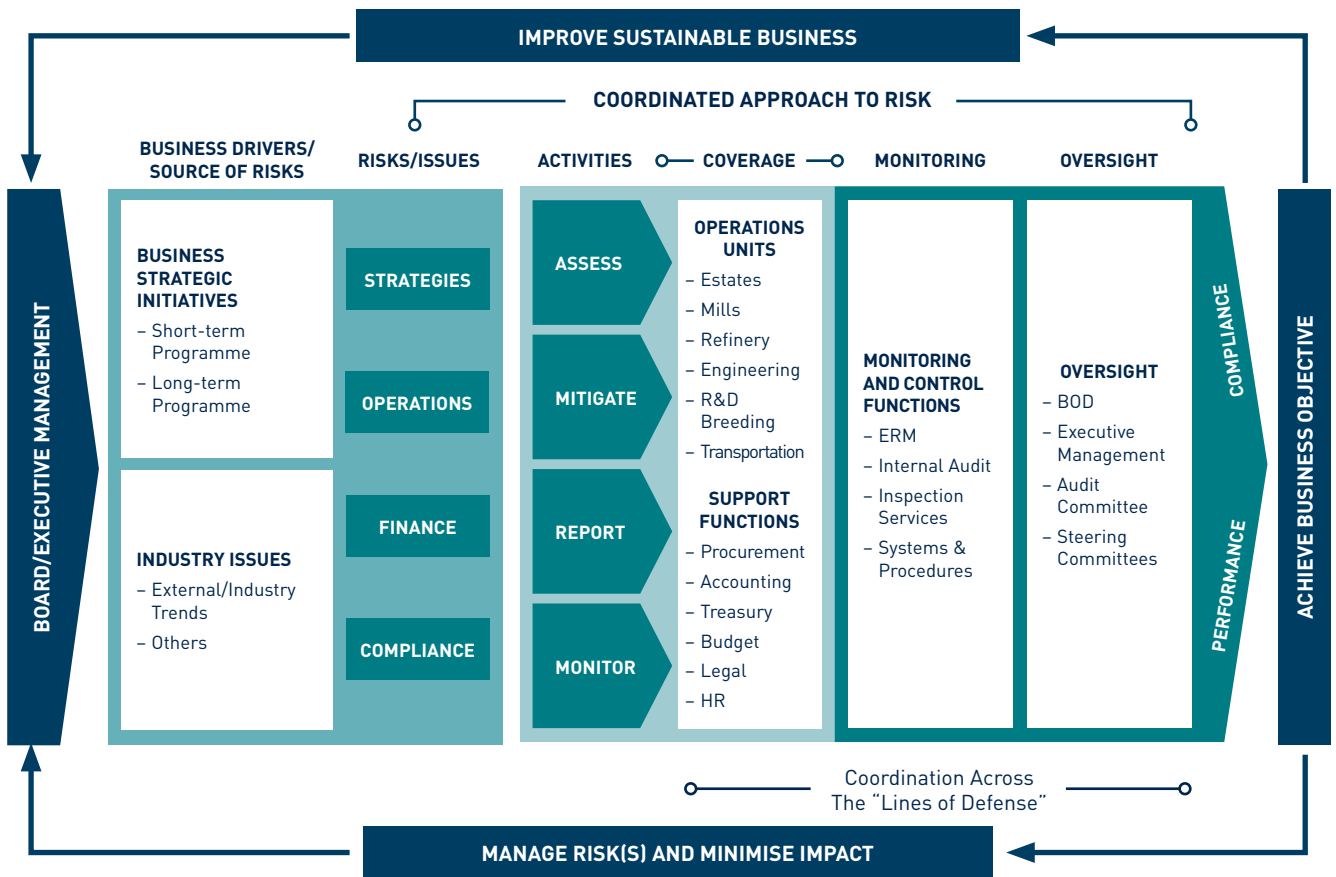 IMPROVE SUSTAINABLE BUSINESS
COORDINATED APPROACH TO RISK
BUSINESS DRIVERS/
SOURCE OF RISKS
RISKS/ISSUES
ACTIVITIES
COVERAGE
MONITORING
OVERSIGHT
BOARD/EXECUTIVE MANAGEMENT
BUSINESS
STRATEGIC
INITIATIVES
– Short-term
Programme
– Long-term
Programme
INDUSTRY ISSUES
– External/Industry
Trends
– Others
STRATEGIES
OPERATIONS
FINANCE
COMPLIANCE
ASSESS
MITIGATE
REPORT
MONITOR
OPERATIONS
UNITS
– Estates
– Mills
– Refinery
– Engineering
– R&D
Breeding
– Transportation
SUPPORT
FUNCTIONS
– Procurement
– Accounting
– Treasury
– Budget
– Legal
– HR
MONITORING
AND CONTROL
FUNCTIONS
– ERM
– Internal Audit
– Inspection
Services
– Systems &
Procedures
OVERSIGHT
– BOD
– Executive
Management
– Audit
Committee
– Steering
Committees
COMPLIANCE
PERFORMANCE
ACHIEVE BUSINESS OBJECTIVE
Coordination Across
The “Lines of Defense”
MANAGE RISK(S) AND MINIMISE IMPACT